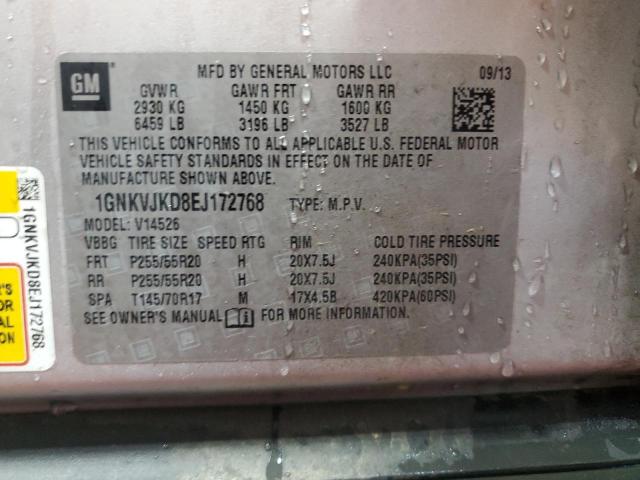 GM
MFD BY GENERAL MOTORS LLC 09/13
GVWR GAWR FRT GAWR RR
2930 KG 1450 KG 1600 KG
6459 LB 3196 LB 3527 LB
THIS VEHICLE CONFORMS TO ALL APPLICABLE U.S. FEDERAL MOTOR
VEHICLE SAFETY STANDARDS IN EFFECT ON THE DATE OF
MANUFACTURE SHOWN ABOVE.
1GNKVJKD8EJ172768 TYPE: M.P.V.
MODEL: V14526
VBBG TIRE SIZE SPEED RTG RIM COLD TIRE PRESSURE
FRT P255/55R20 H 20X7.5J 240KPA(35PSI)
RR P255/55R20 H 20X7.5J 240KPA(35PSI)
SPA T145/70R17 M 17X4.5B 420KPA(60PSI)
SEE OWNER'S MANUAL FOR MORE INFORMATION.
1GNKVJKD8EJ172768